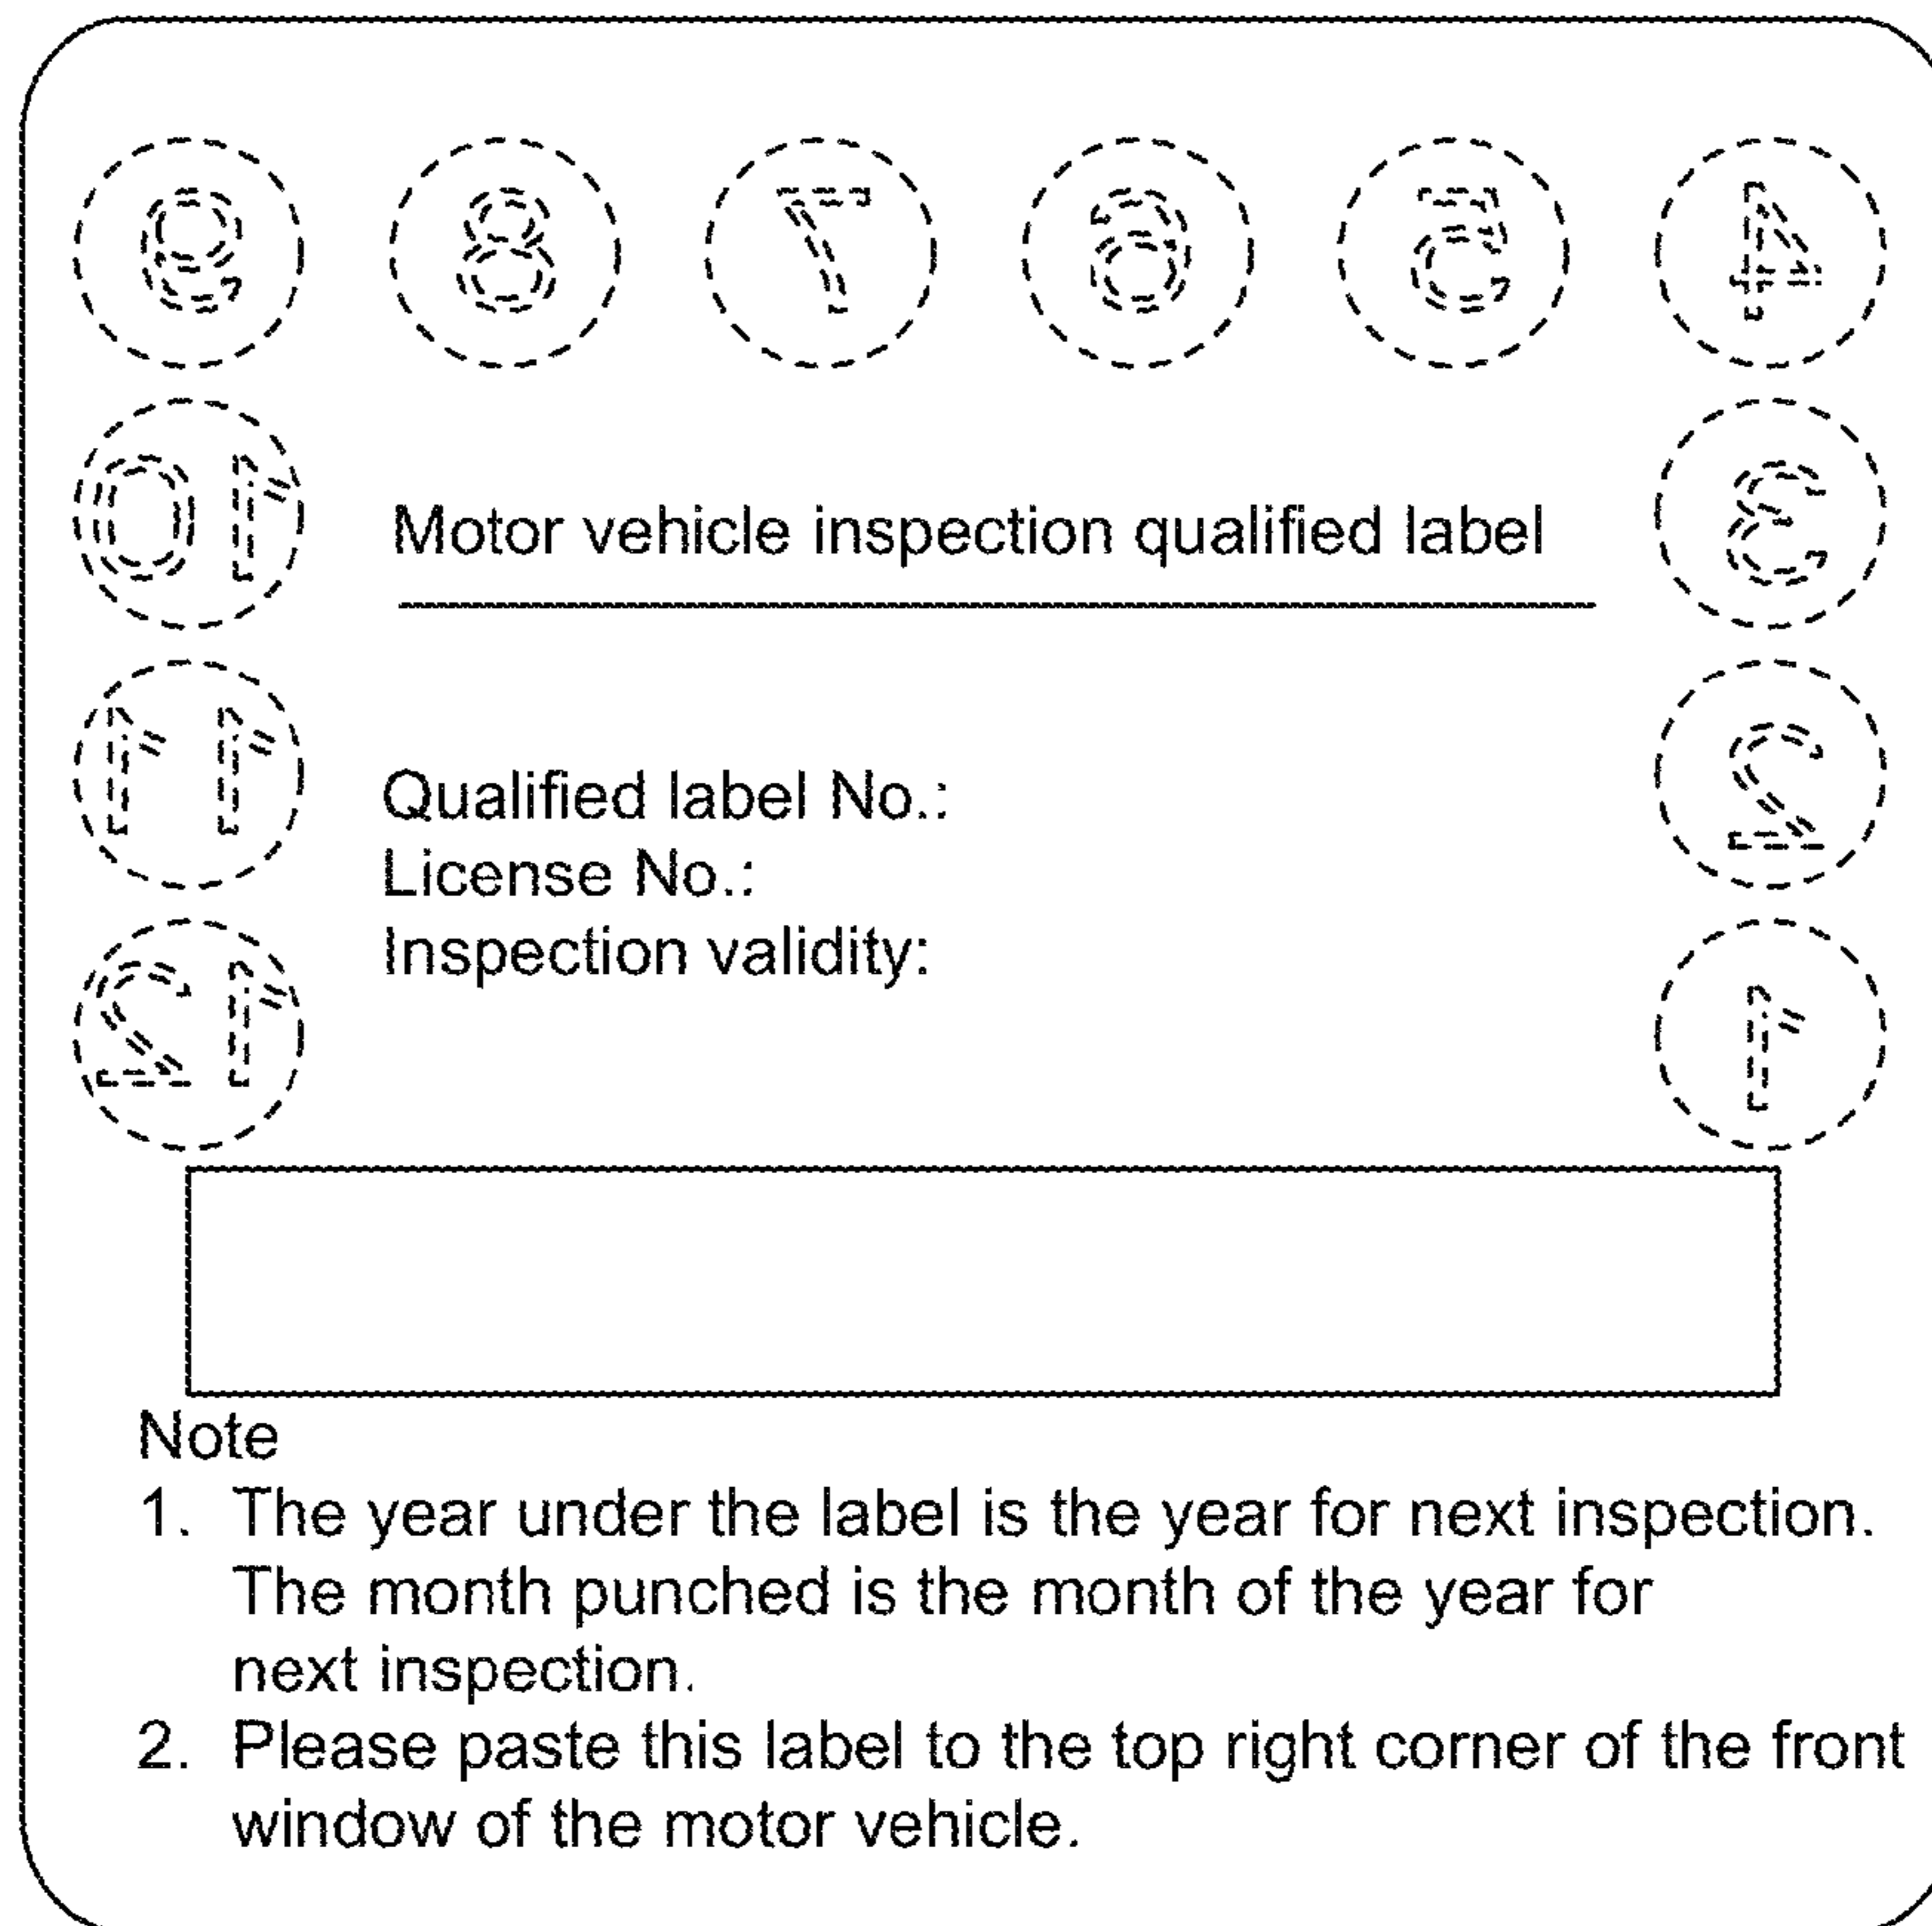 9 8 7 6 5 4
10 Motor vehicle inspection qualified label 3
11 2
Qualified label No.:
License No.:
Inspection validity:
12 1
Note
1. The year under the label is the year for next inspection.
The month punched is the month of the year for
next inspection.
2. Please paste this label to the top right corner of the front
window of the motor vehicle.